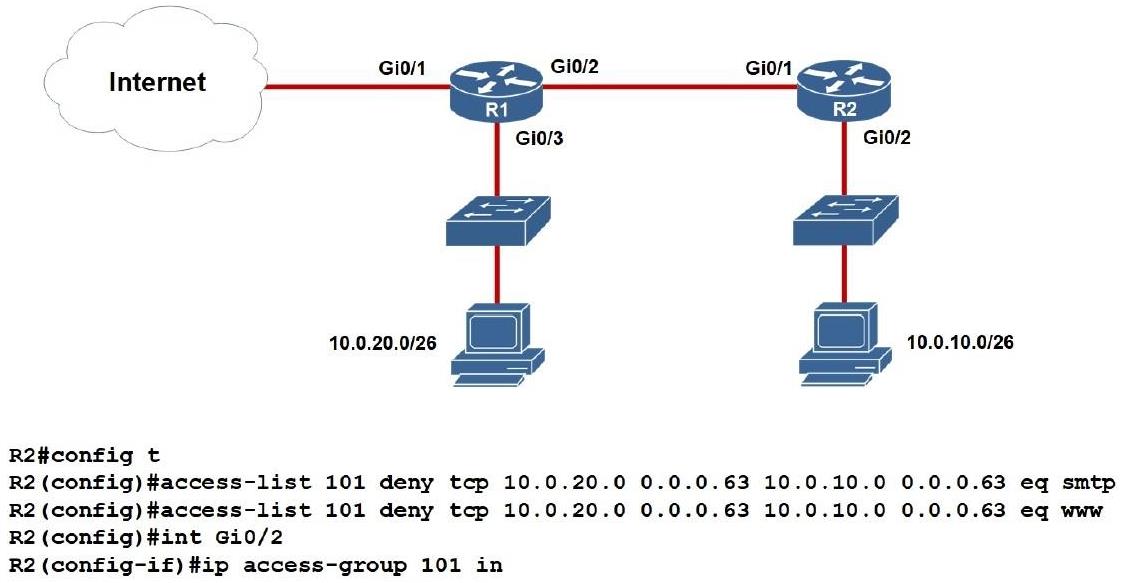 Internet
Gi0/1
R1
Gi0/2
Gi0/1
R2
Gi0/3
Gi0/2
10.0.20.0/26
10.0.10.0/26
R2#config t
R2(config)#access-list 101 deny tcp 10.0.20.0 0.0.0.63 10.0.10.0 0.0.0.63 eq smtp
R2(config)#access-list 101 deny tcp 10.0.20.0 0.0.0.63 10.0.10.0 0.0.0.63 eq www
R2(config)#int Gi0/2
R2(config-if)#ip access-group 101 in